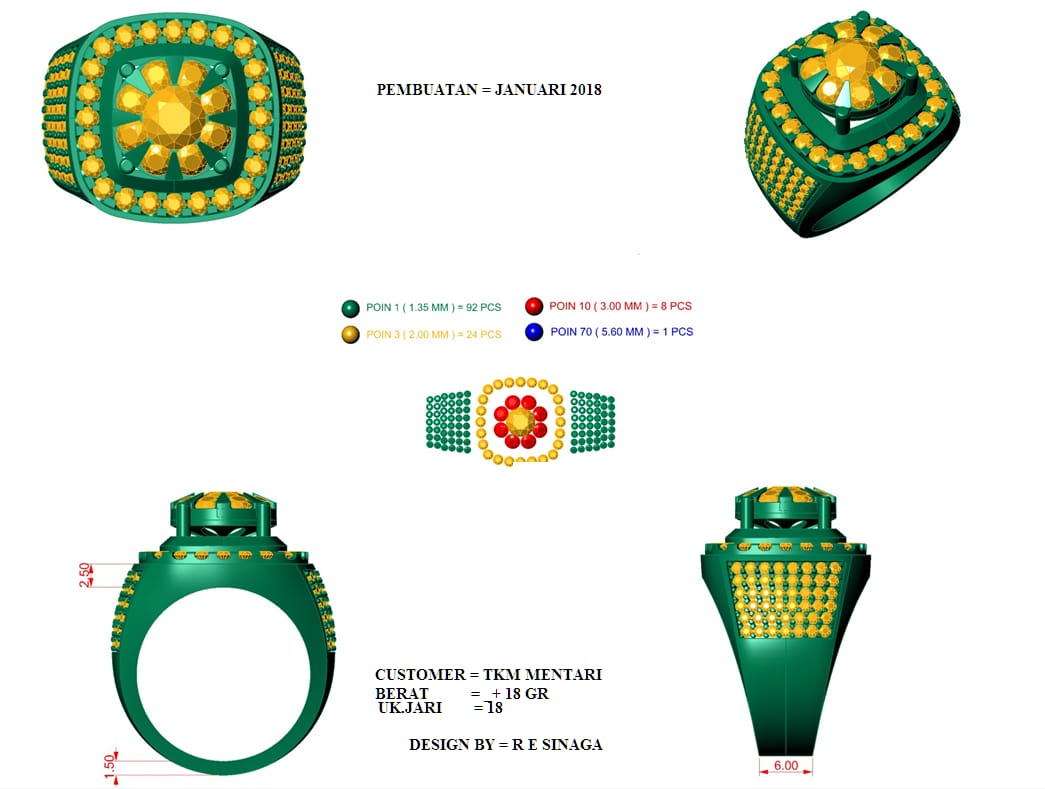 PEMBUATAN = JANUARI 2018
POIN 1 ( 1.35 MM ) = 92 PCS
POIN 10 ( 3.00 MM ) = 8 PCS
POIN 3 ( 2.00 MM ) = 24 PCS
POIN 70 ( 5.60 MM ) = 1 PCS
2.50
CUSTOMER = TKM MENTARI
BERAT = _+ 18 GR
UK.JARI = 18
DESIGN BY = R E SINAGA
1.50
6.00